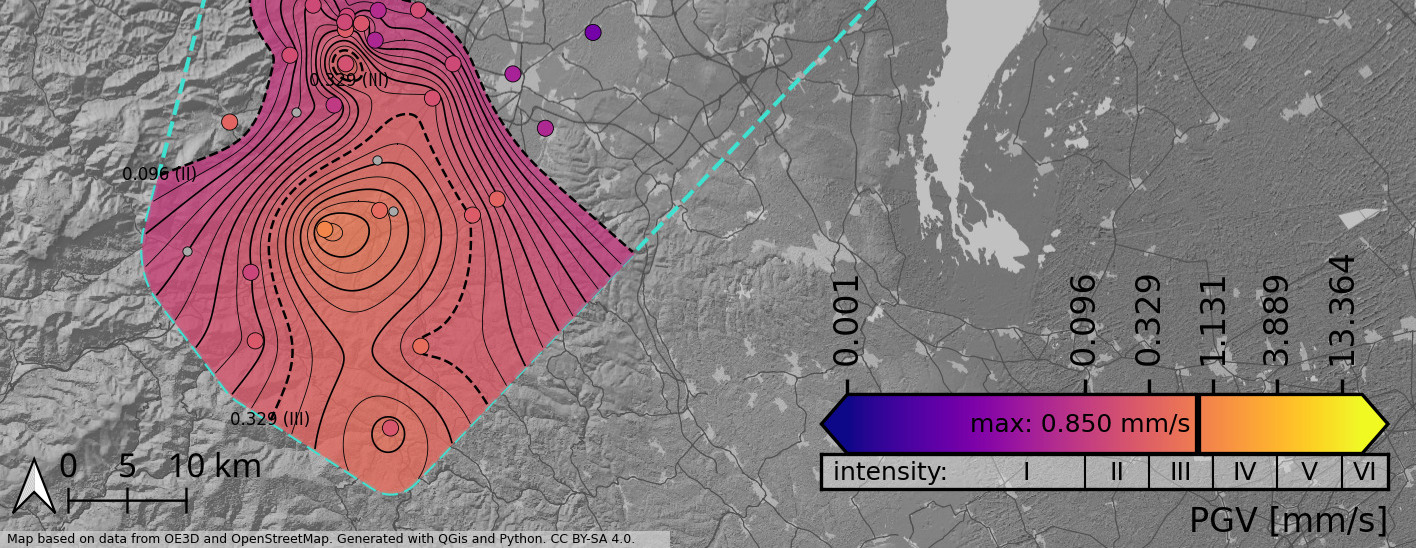 0.329 (III)
0.096 (II)
0.001
0.096
0.329
1.131
3.889
13.364
max: 0.850 mm/s
0.329 (III)
0 5 10 km
intensity: I II III IV V VI
PGV [mm/s]
Map based on data from OE3D and OpenStreetMap. Generated with QGis and Python. CC BY-SA 4.0.